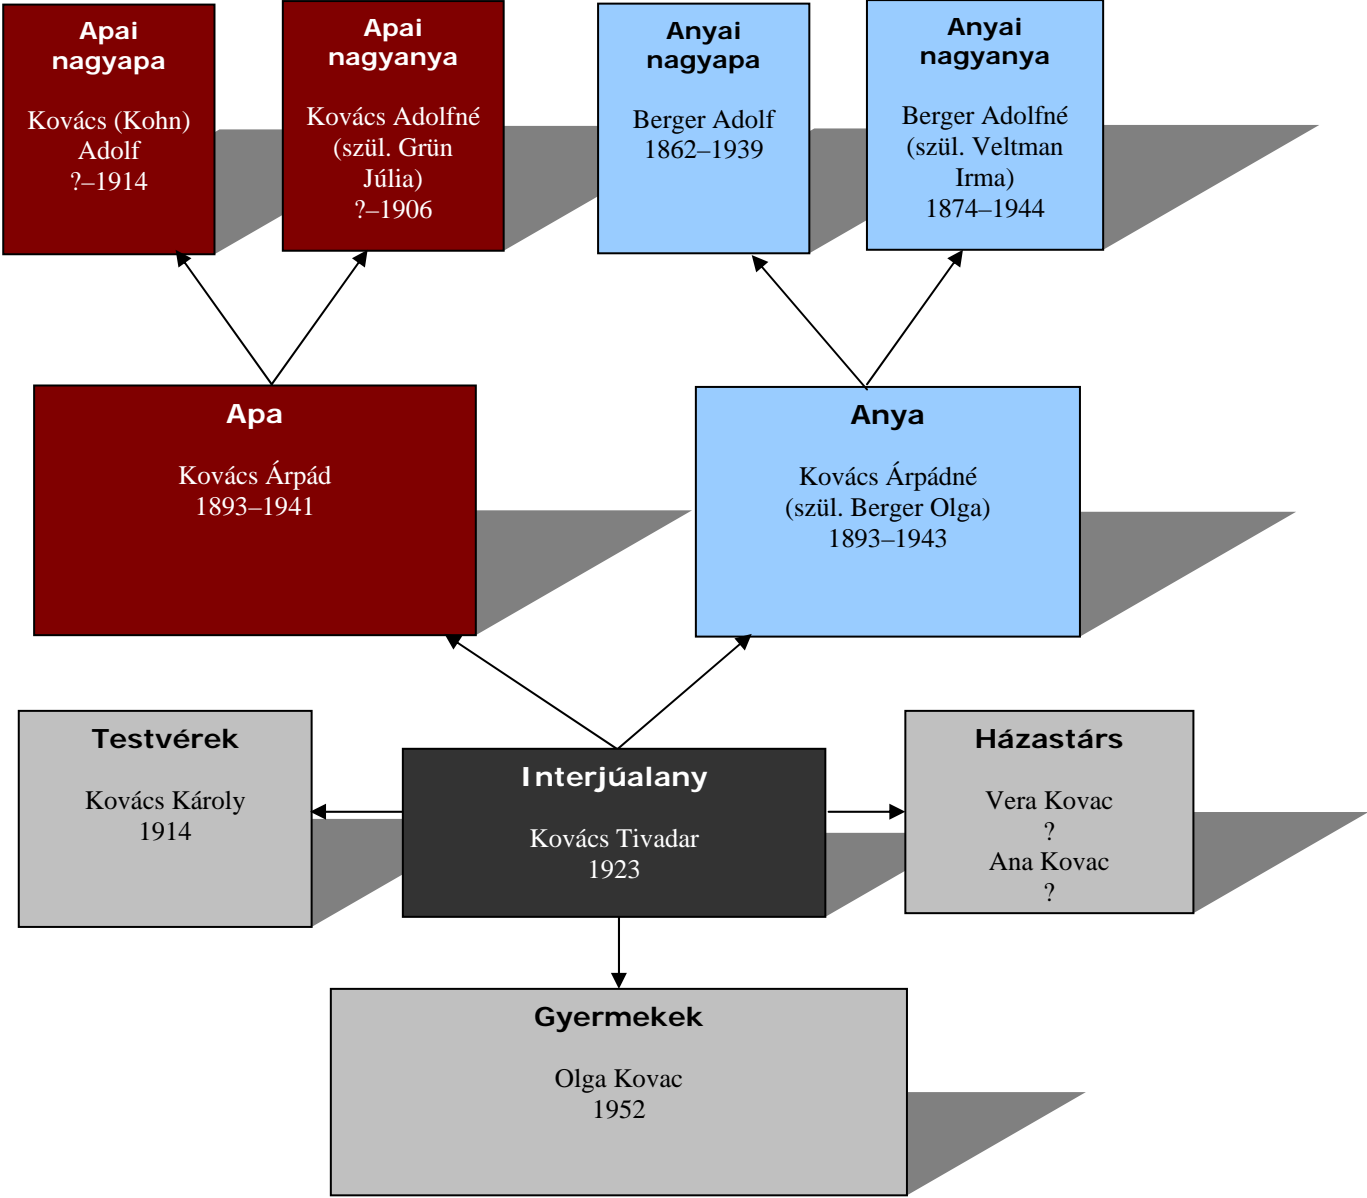 Apai
nagyapa
Kovács (Kohn)
Adolf
?–1914
Apai
nagyanya
Kovács Adolfné
(szül. Grün
Júlia)
?–1906
Anyai
nagyapa
Berger Adolf
1862–1939
Anyai
nagyanya
Berger Adolfné
(szül. Veltman
Irma)
1874–1944
Apa
Kovács Árpád
1893–1941
Anya
Kovács Árpádné
(szül. Berger Olga)
1893–1943
Testvérek
Kovács Károly
1914
Interjúalany
Kovács Tivadar
1923
Házastárs
Vera Kovac
?
Ana Kovac
?
Gyermekek
Olga Kovac
1952